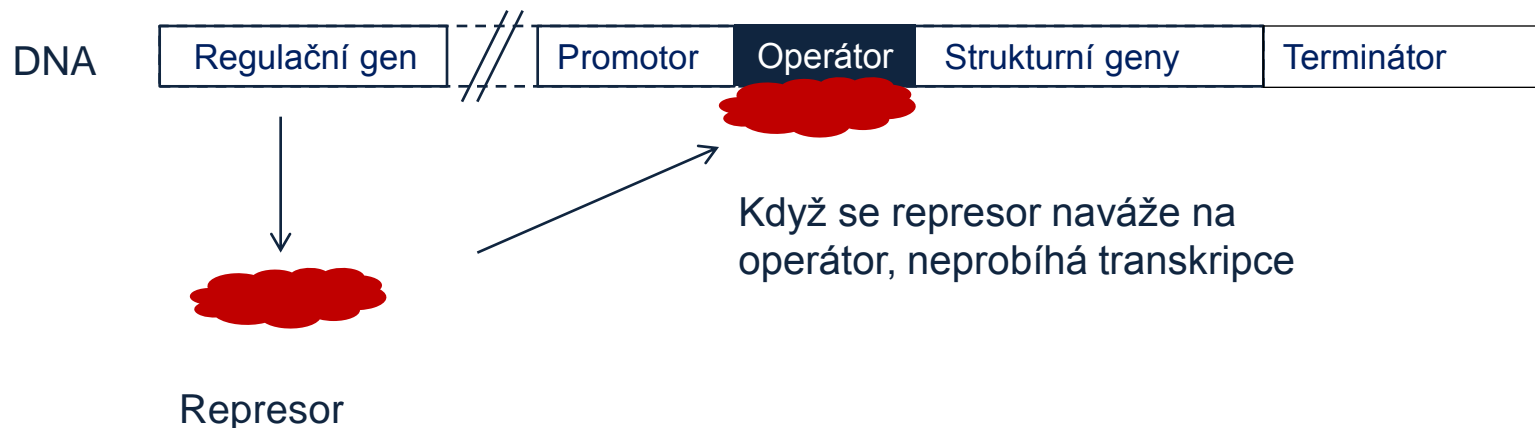 DNA Regulační gen Promotor Operátor Strukturní geny Terminátor
Když se represor naváže na
operátor, neprobíhá transkripce
Represor